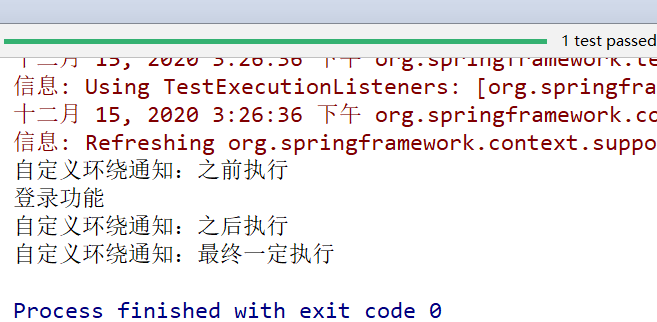 1 test passed
十二月 15, 2020 3:26:36 下午 org.springframework.te
信息: Using TestExecutionListeners: [org.springfra
十二月 15, 2020 3:26:36 下午 org.springframework.co
信息: Refreshing org.springframework.context.suppo
自定义环绕通知：之前执行
登录功能
自定义环绕通知：之后执行
自定义环绕通知：最终一定执行
Process finished with exit code 0